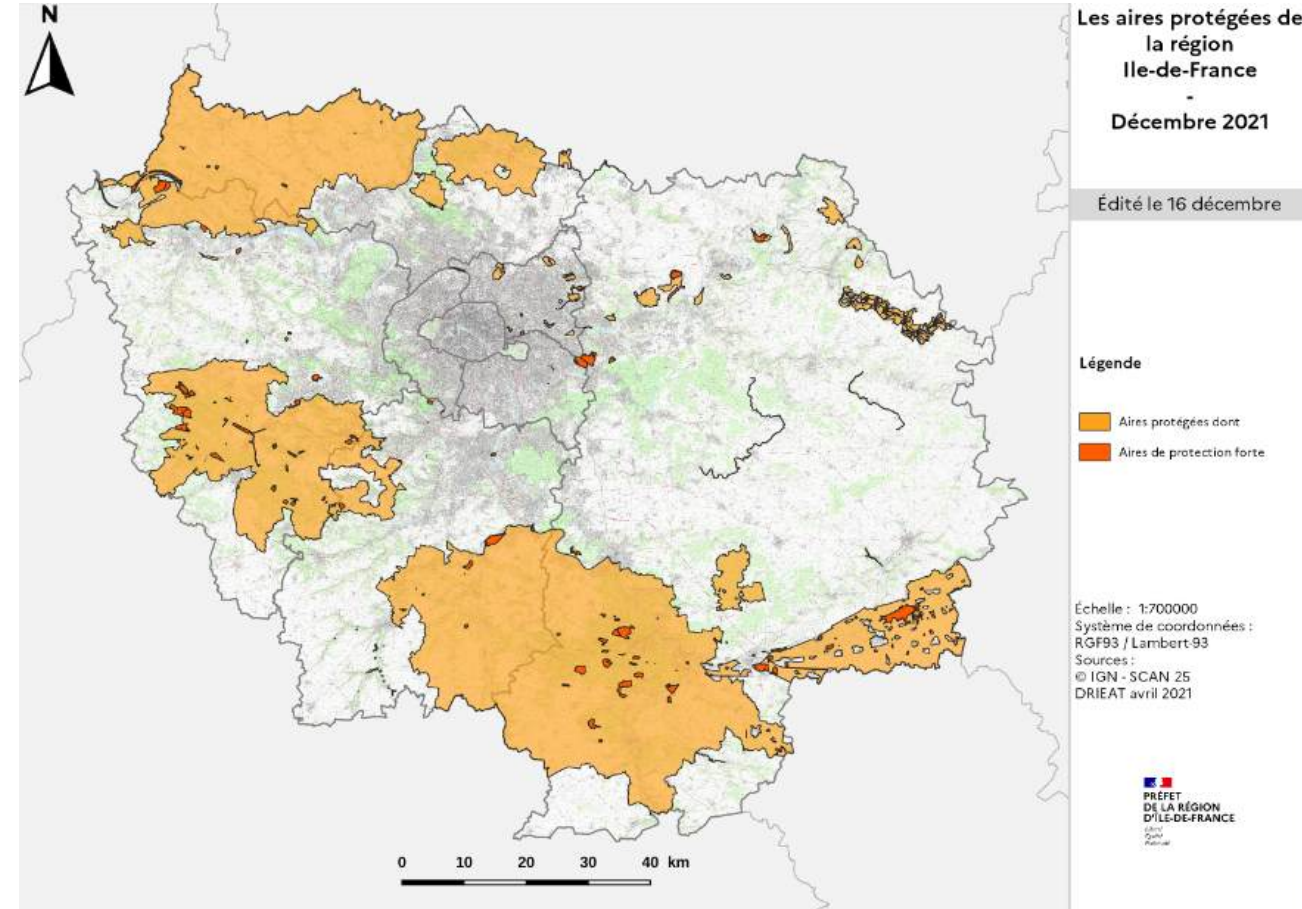 N
Les aires protégées de
la région
Ile-de-France
-
Décembre 2021
Édité le 16 décembre
Légende
Aires protégées dont
Aires de protection forte
Échelle : 1:700000
Système de coordonnées :
RGF93 / Lambert-93
Sources :
© IGN - SCAN 25
DRIEAT avril 2021
PRÉFET
DE LA RÉGION
D'ÎLE-DE-FRANCE
0 10 20 30 40 km